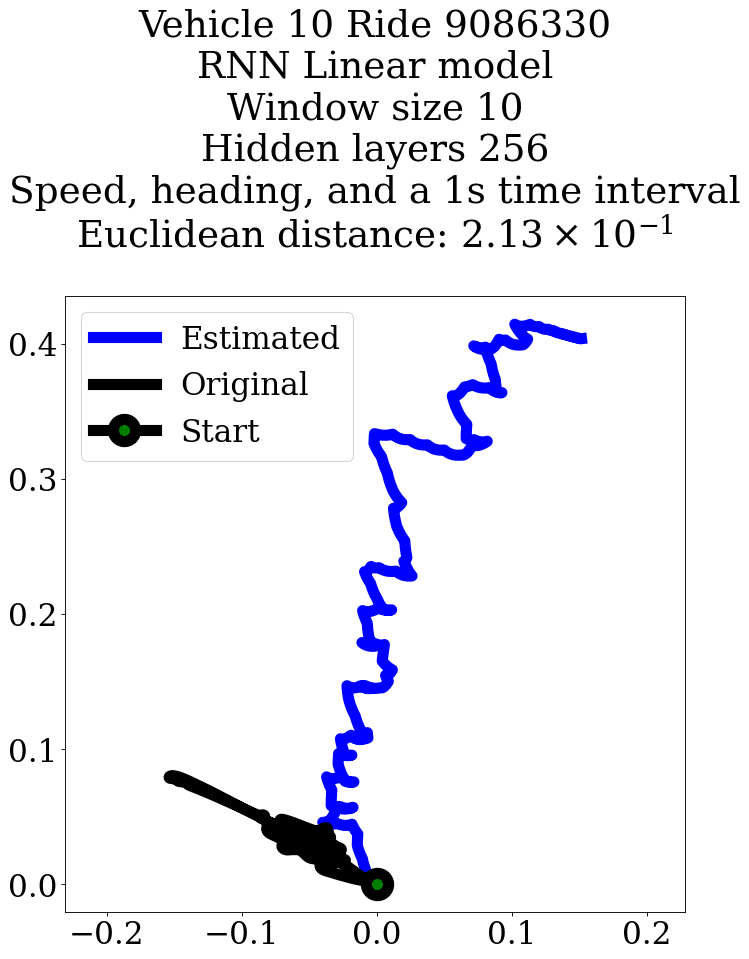 Vehicle 10 Ride 9086330
RNN Linear model
Window size 10
Hidden layers 256
Speed, heading, and a 1s time interval
Euclidean distance: 2.13 × 10⁻¹
Estimated
Original
Start
0.4
0.3
0.2
0.1
0.0
−0.2 −0.1 0.0 0.1 0.2